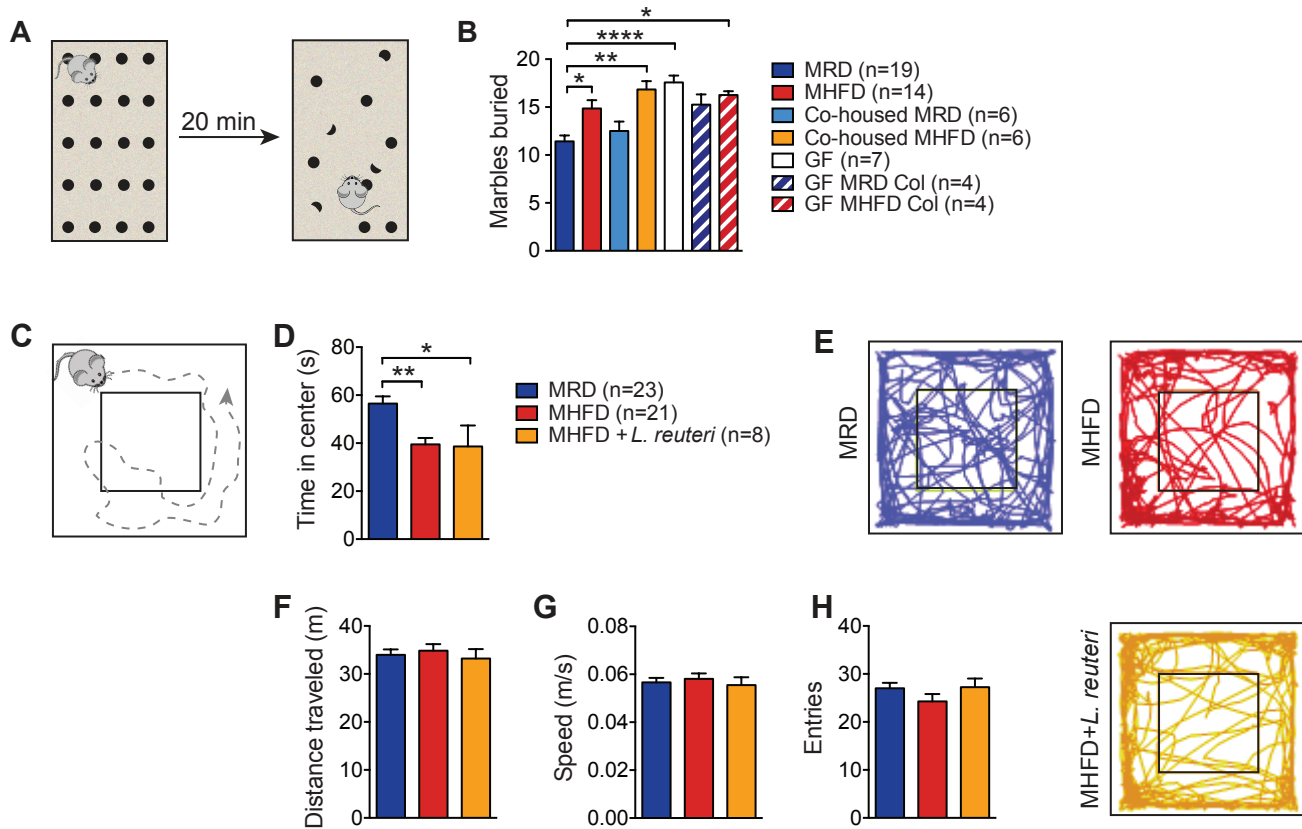 A
20 min
B
Marbles buried
20
15
10
5
0
*
**
****
*
MRD (n=19)
MHFD (n=14)
Co-housed MRD (n=6)
Co-housed MHFD (n=6)
GF (n=7)
GF MRD Col (n=4)
GF MHFD Col (n=4)
C
D
Time in center (s)
80
60
40
20
0
**
*
MRD (n=23)
MHFD (n=21)
MHFD + L. reuteri (n=8)
E
MRD
MHFD
MHFD+L. reuteri
F
Distance traveled (m)
40
30
20
10
0
G
Speed (m/s)
0.08
0.06
0.04
0.02
0.00
H
Entries
40
30
20
10
0